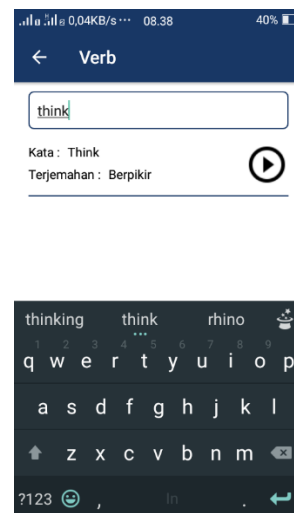 0,04KB/s ··· 08.38 40%
← Verb
think
Kata : Think
Terjemahan : Berpikir
thinking think rhino
1 2 3 4 5 6 7 8 9
q w e r t y u i o p
a s d f g h j k l
z x c v b n m
?123 , In .